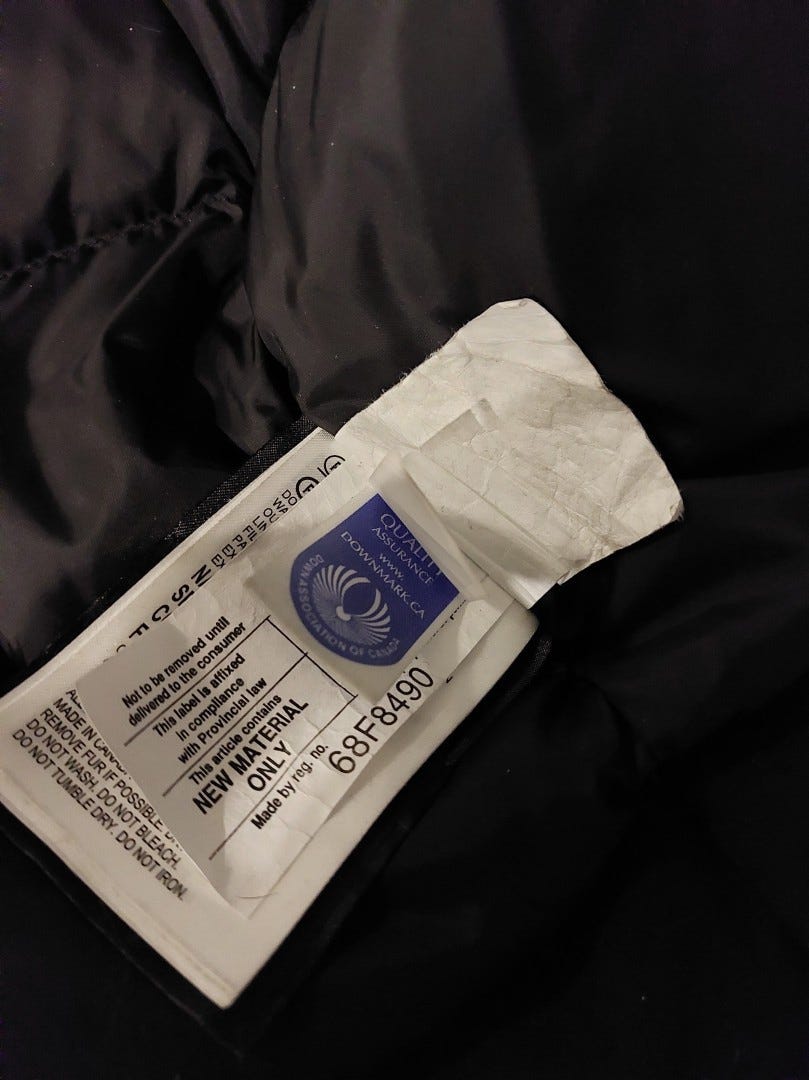 QUALITY
ASSURANCE
www.
DOWNMARK.CA
DOWN ASSOCIATION OF CANADA
Not to be removed until
delivered to the consumer
This label is affixed
in compliance
with Provincial law
This article contains
NEW MATERIAL
ONLY
Made by reg. no.
68F8490
MADE IN
REMOVE FUR IF POSSIBLE
DO NOT WASH. DO NOT BLEACH.
DO NOT TUMBLE DRY. DO NOT IRON.